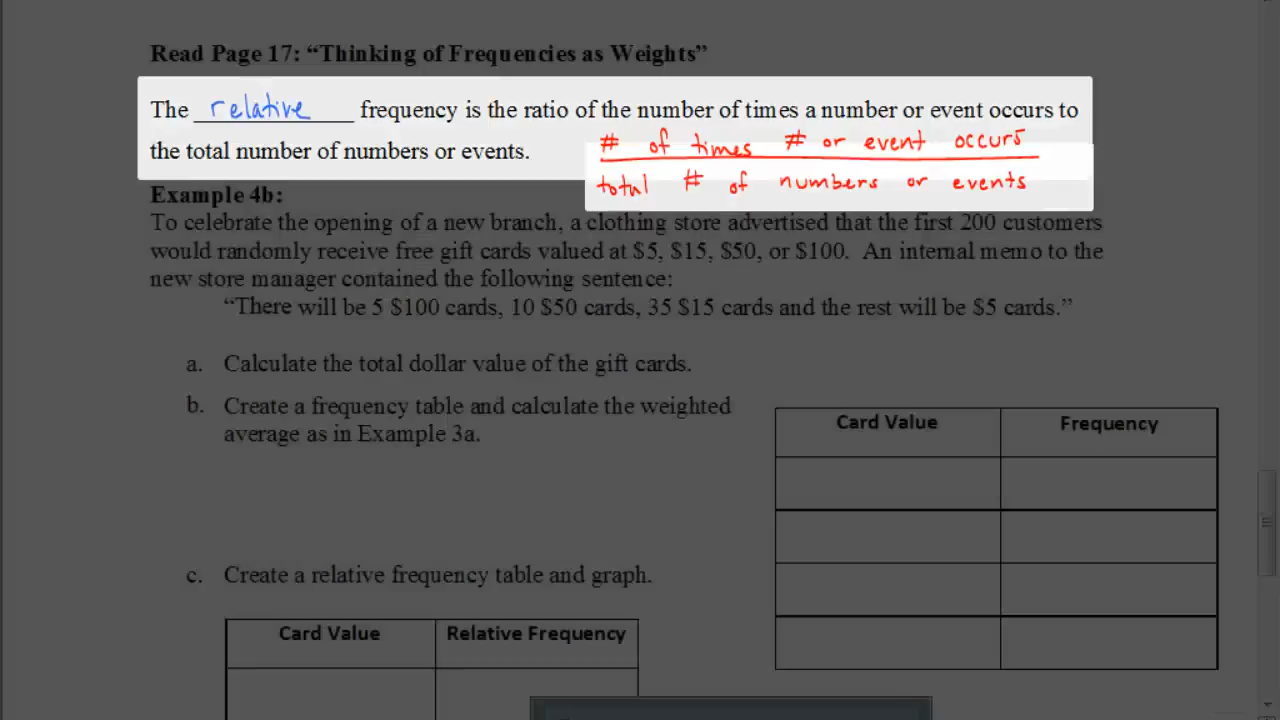 Read Page 17: “Thinking of Frequencies as Weights”
The relative frequency is the ratio of the number of times a number or event occurs to
the total number of numbers or events.
# of times # or event occurs
total # of numbers or events
Example 4b:
To celebrate the opening of a new branch, a clothing store advertised that the first 200 customers
would randomly receive free gift cards valued at $5, $15, $50, or $100. An internal memo to the
new store manager contained the following sentence:
“There will be 5 $100 cards, 10 $50 cards, 35 $15 cards and the rest will be $5 cards.”
a. Calculate the total dollar value of the gift cards.
b. Create a frequency table and calculate the weighted
average as in Example 3a.
Card Value Frequency
c. Create a relative frequency table and graph.
Card Value Relative Frequency